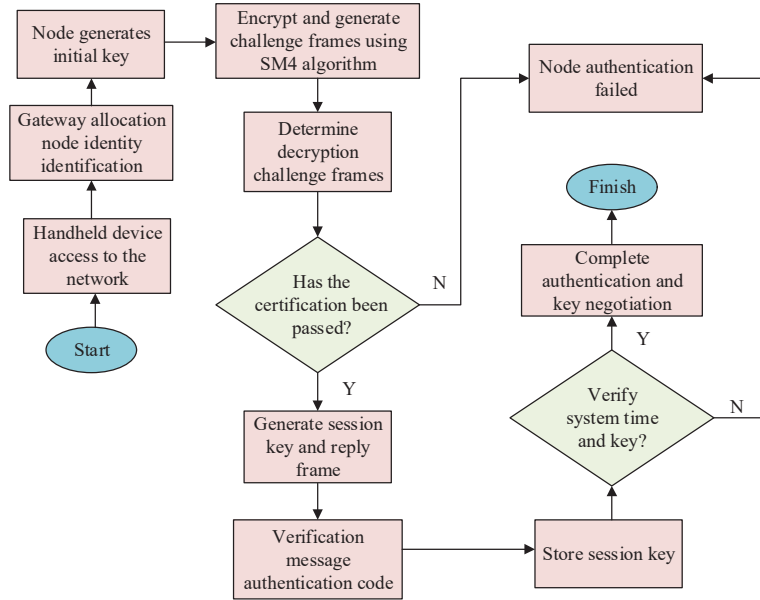 Start
Handheld device
access to the
network
Gateway allocation
node identity
identification
Node generates
initial key
Encrypt and generate
challenge frames using
SM4 algorithm
Determine
decryption
challenge frames
Has the
certification been
passed?
N
Y
Node authentication
failed
Generate session
key and reply
frame
Verification
message
authentication code
Store session key
Verify
system time
and key?
N
Y
Complete
authentication and
key negotiation
Finish